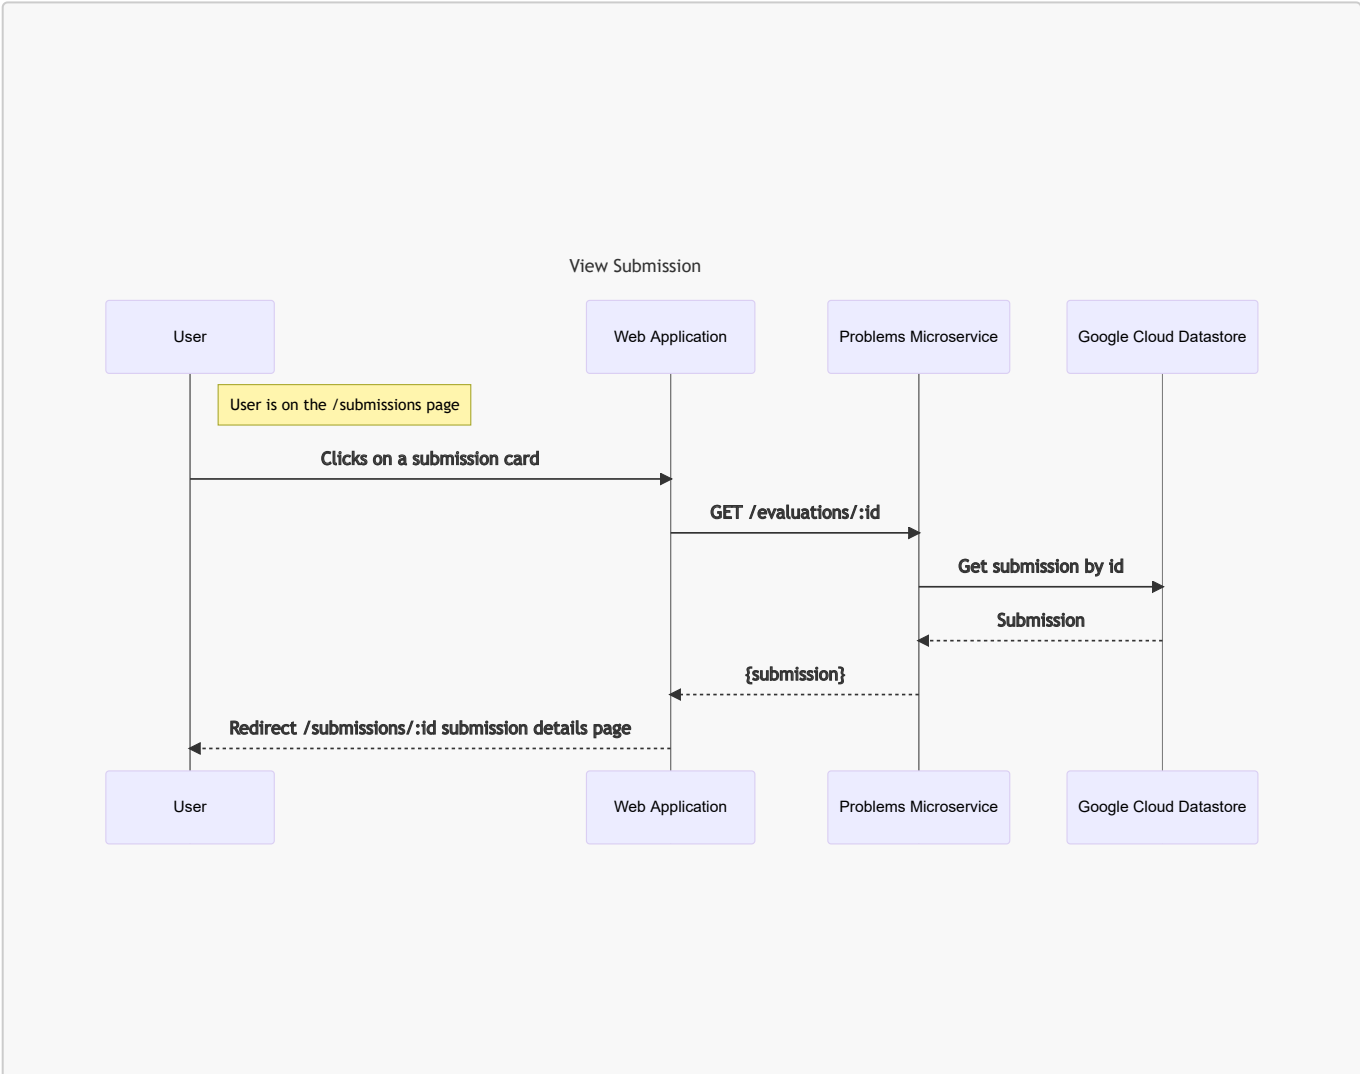 View Submission
User
Web Application
Problems Microservice
Google Cloud Datastore
User is on the /submissions page
Clicks on a submission card
GET /evaluations/:id
Get submission by id
Submission
{submission}
Redirect /submissions/:id submission details page
User
Web Application
Problems Microservice
Google Cloud Datastore